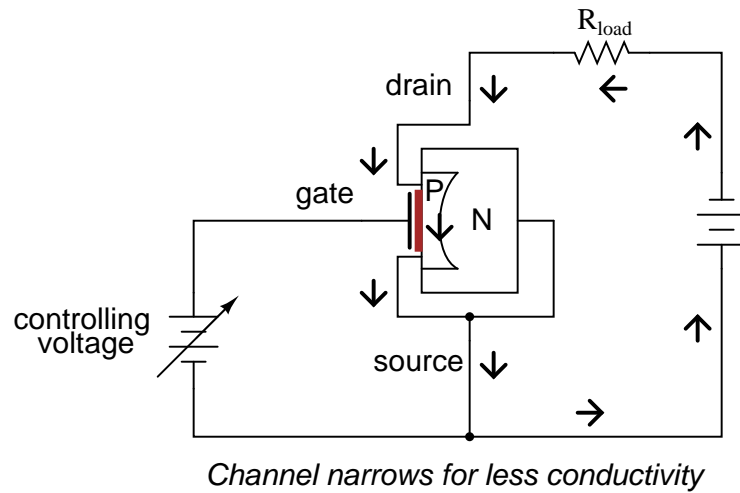 R_load
drain
gate
P
N
controlling
voltage
source
Channel narrows for less conductivity